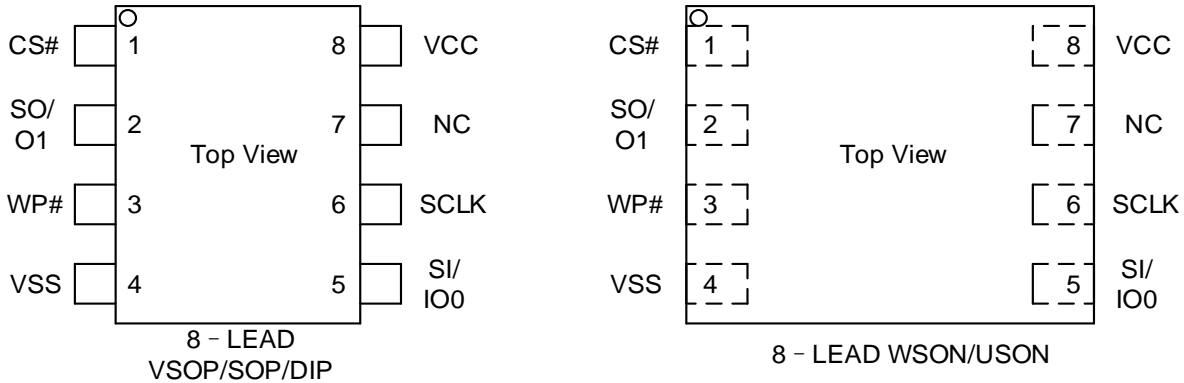 CS# 1 8 VCC
SO/
O1 2 7 NC
Top View
WP# 3 6 SCLK
VSS 4 5 SI/
IO0
8 – LEAD
VSOP/SOP/DIP
CS# 1 8 VCC
SO/
O1 2 7 NC
Top View
WP# 3 6 SCLK
VSS 4 5 SI/
IO0
8 – LEAD WSON/USON